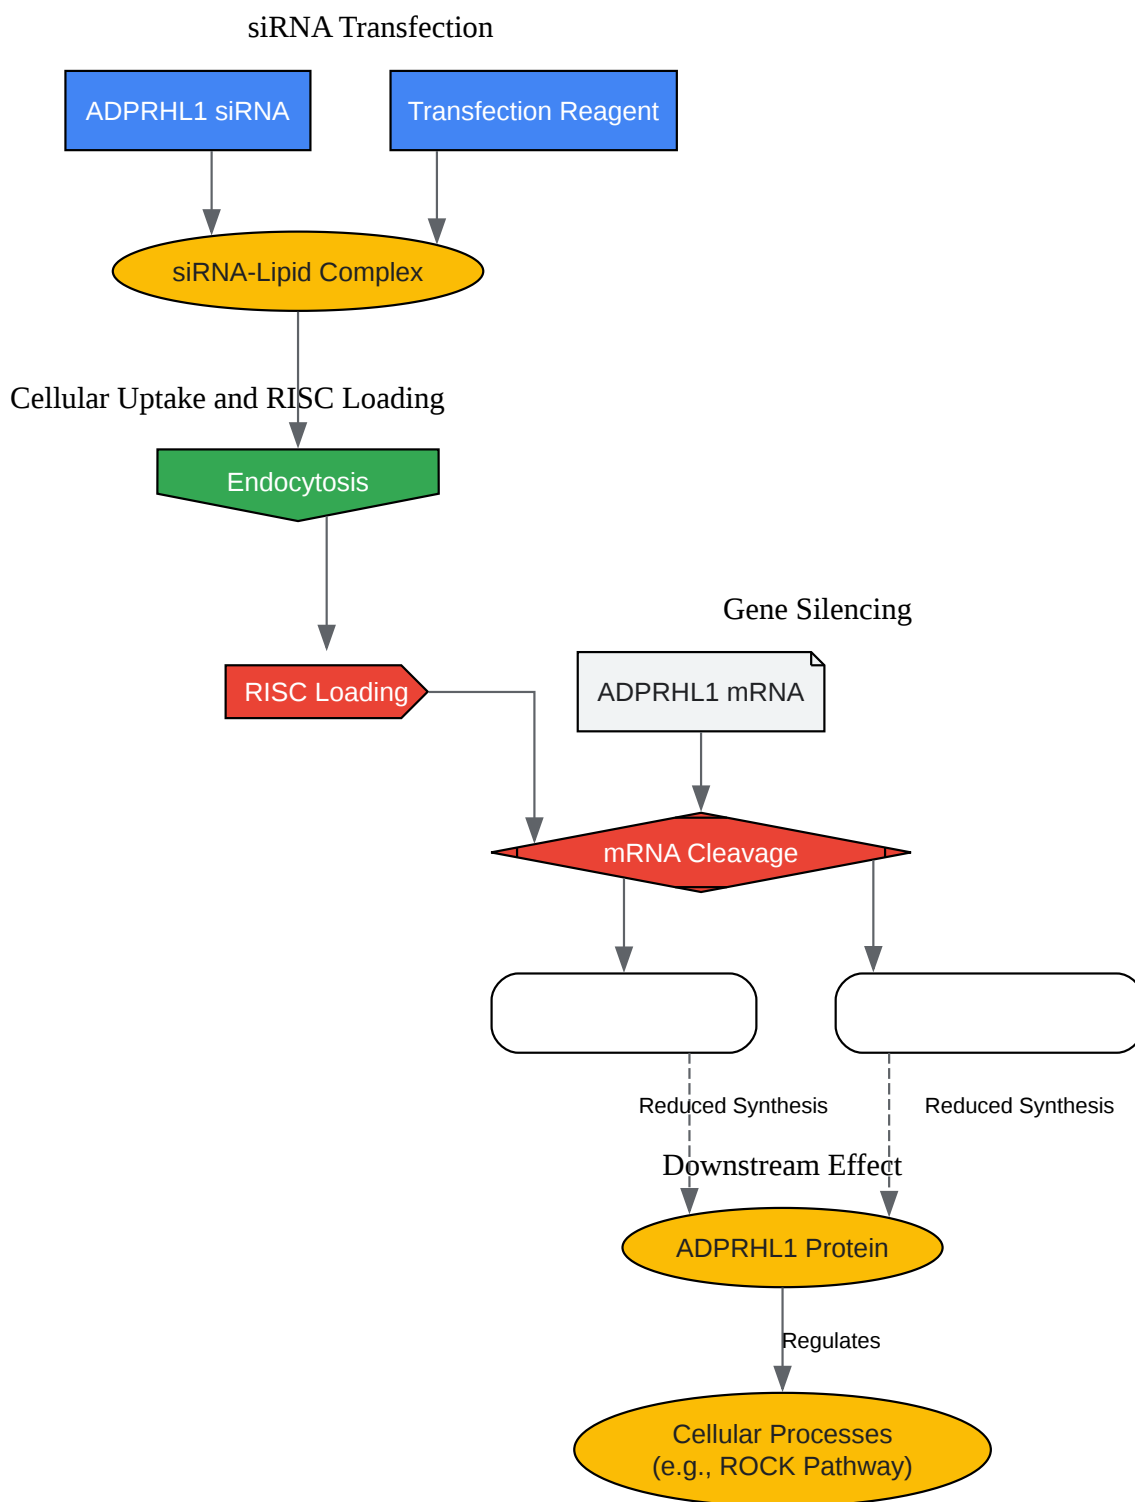 siRNA Transfection
ADPRHL1 siRNA
Transfection Reagent
siRNA-Lipid Complex
Cellular Uptake and RISC Loading
Endocytosis
Gene Silencing
RISC Loading
ADPRHL1 mRNA
mRNA Cleavage
Reduced Synthesis
Reduced Synthesis
Downstream Effect
ADPRHL1 Protein
Regulates
Cellular Processes
(e.g., ROCK Pathway)